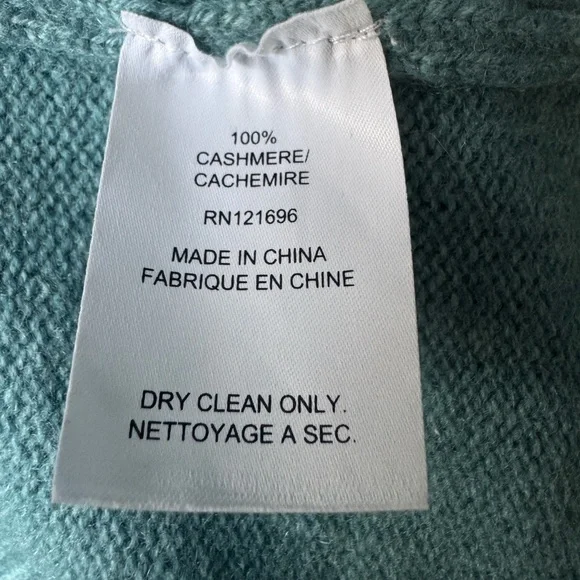 100%
CASHMERE/
CACHEMIRE
RN121696
MADE IN CHINA
FABRIQUE EN CHINE
DRY CLEAN ONLY.
NETTOYAGE A SEC.